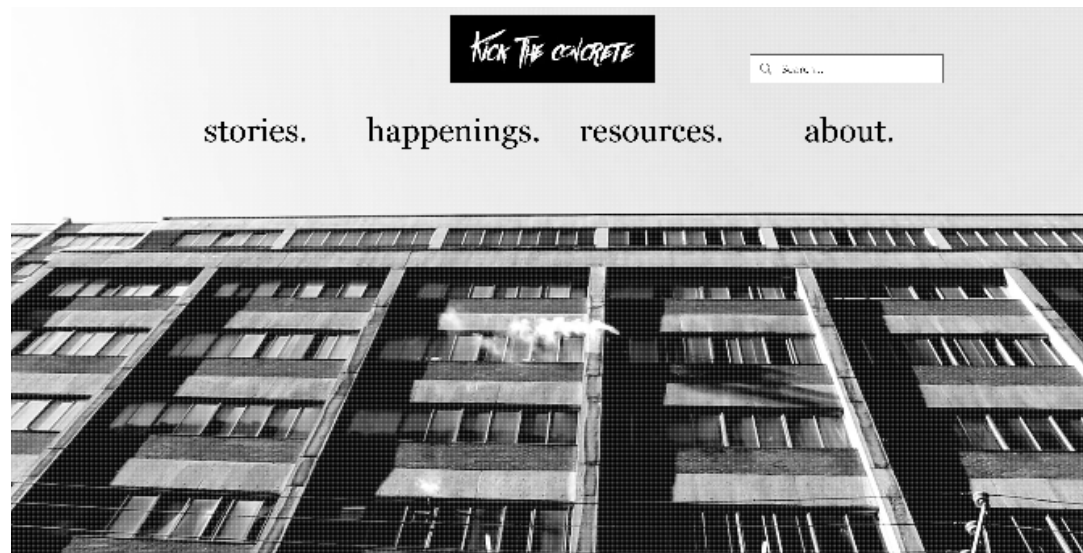 Kick The concrete
Search...
stories. happenings. resources. about.